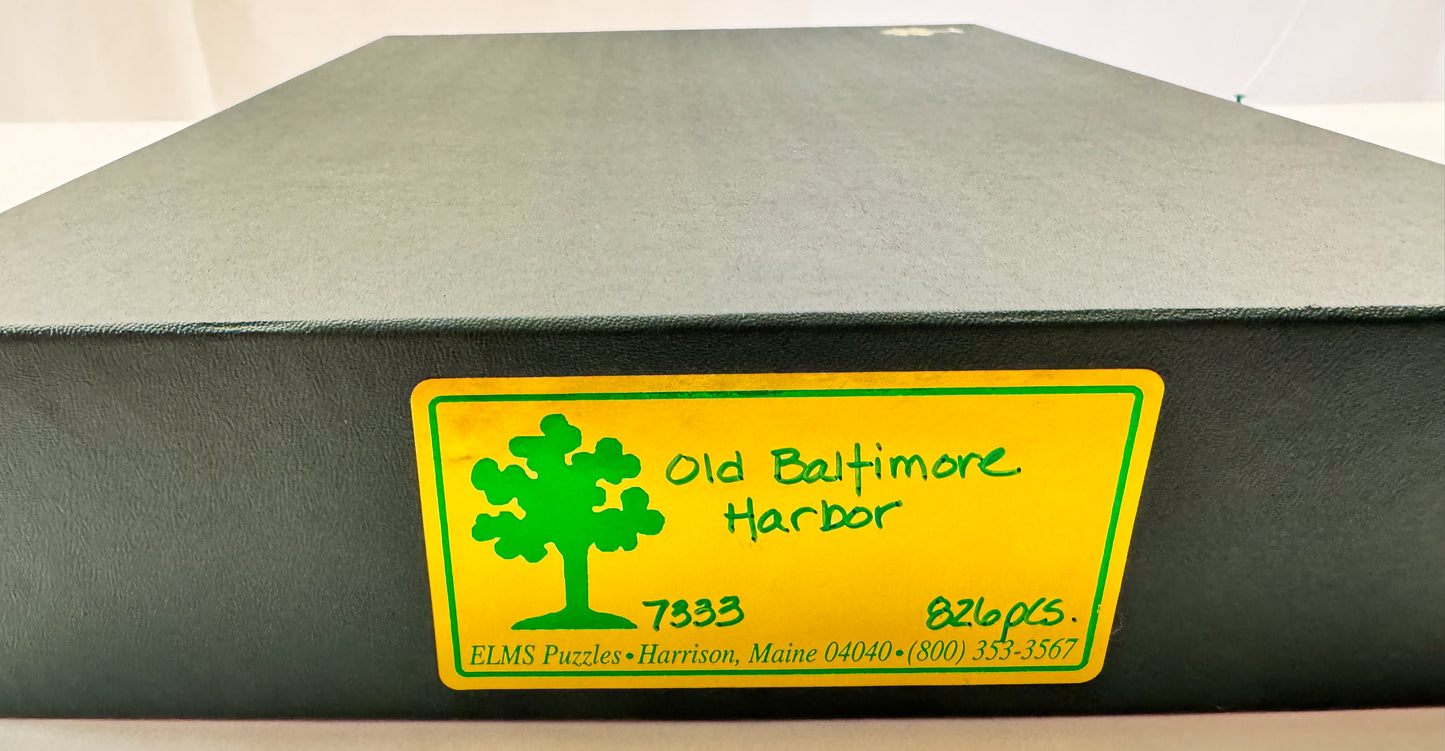 Old Baltimore
Harbor
7333 826pcs.
ELMS Puzzles • Harrison, Maine 04040 • (800) 353-3567